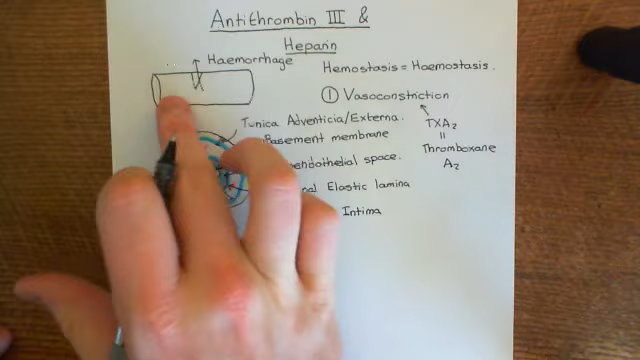 Antithrombin III &
Heparin
Haemorrhage
Hemostasis = Haemostasis.
① Vasoconstriction
TXA₂
=
Thromboxane
A₂
Tunica Adventicia/Externa.
Basement membrane
endothelial space.
Elastic lamina
Intima